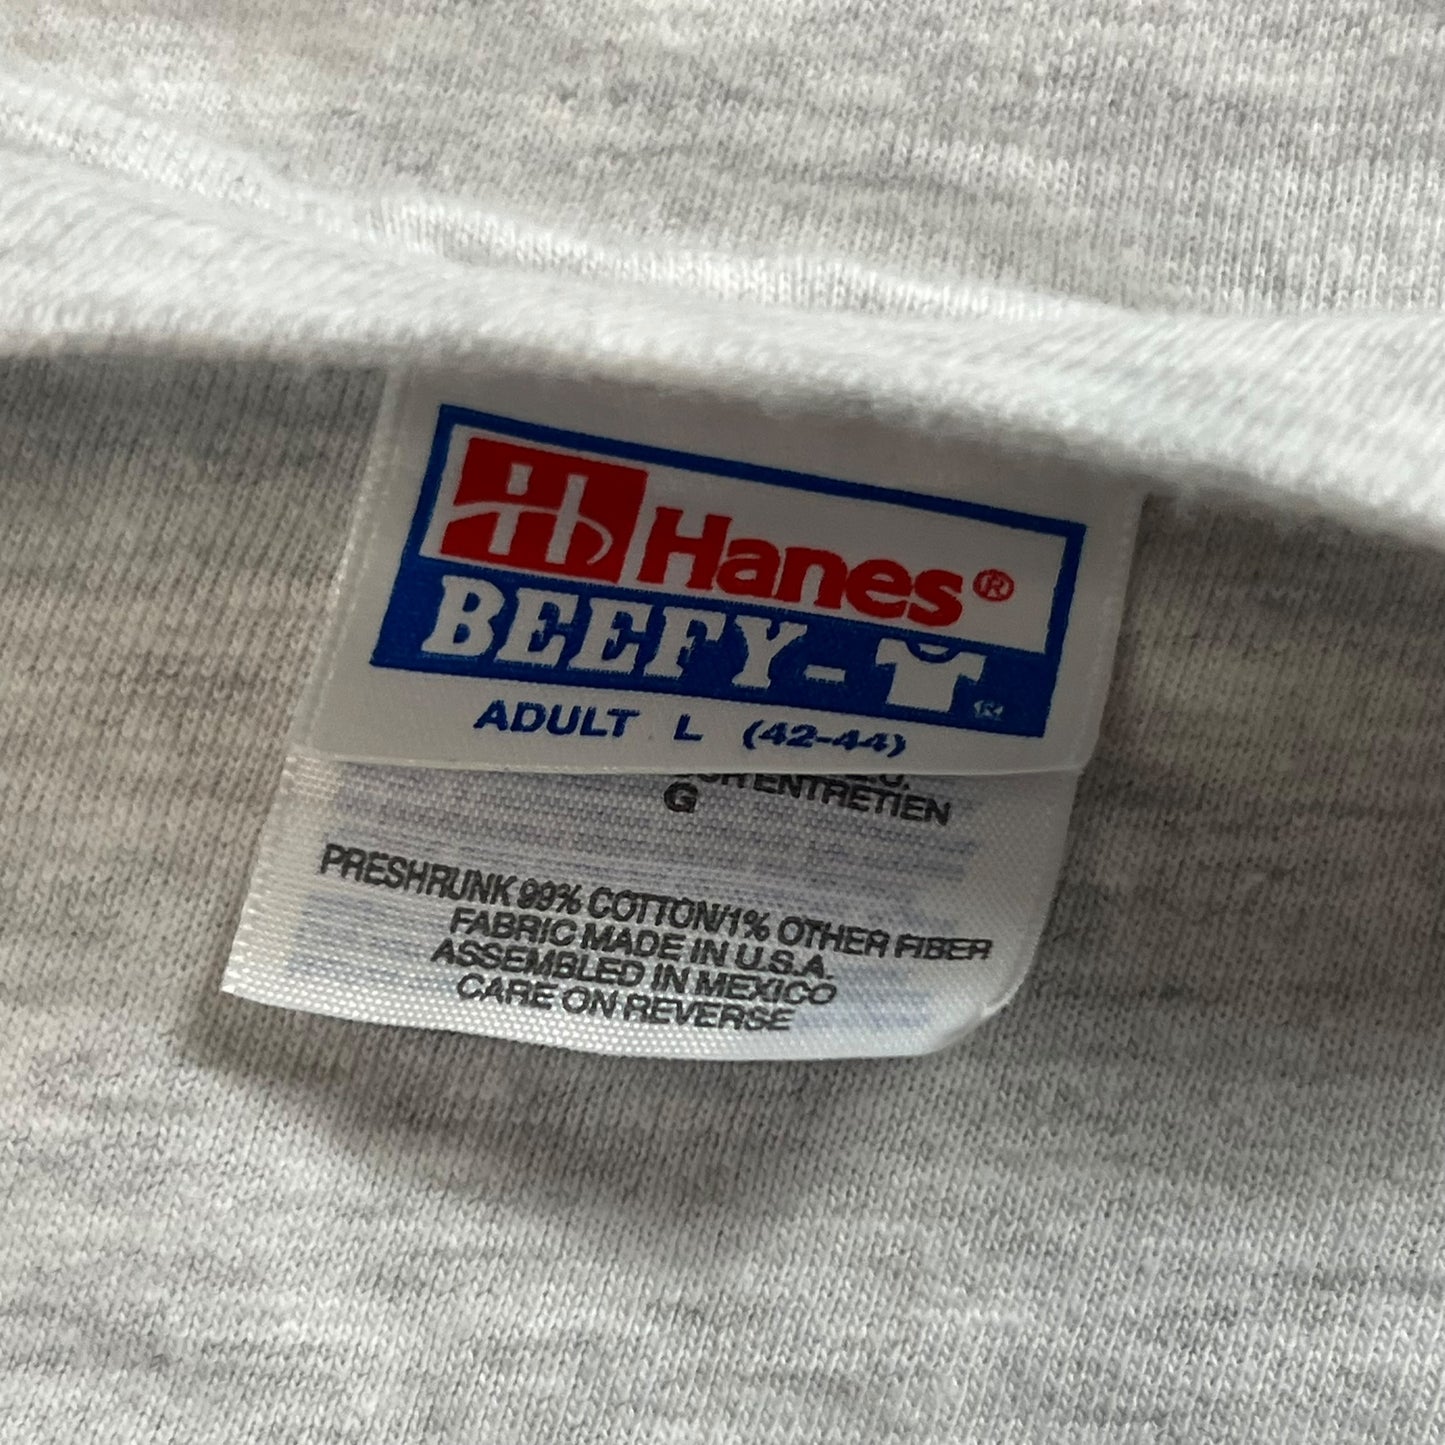 Hanes®
BEEFY-®
ADULT L (42-44)
ENTRETIEN
G
PRESHRUNK 99% COTTON/1% OTHER FIBER
FABRIC MADE IN U.S.A.
ASSEMBLED IN MEXICO
CARE ON REVERSE